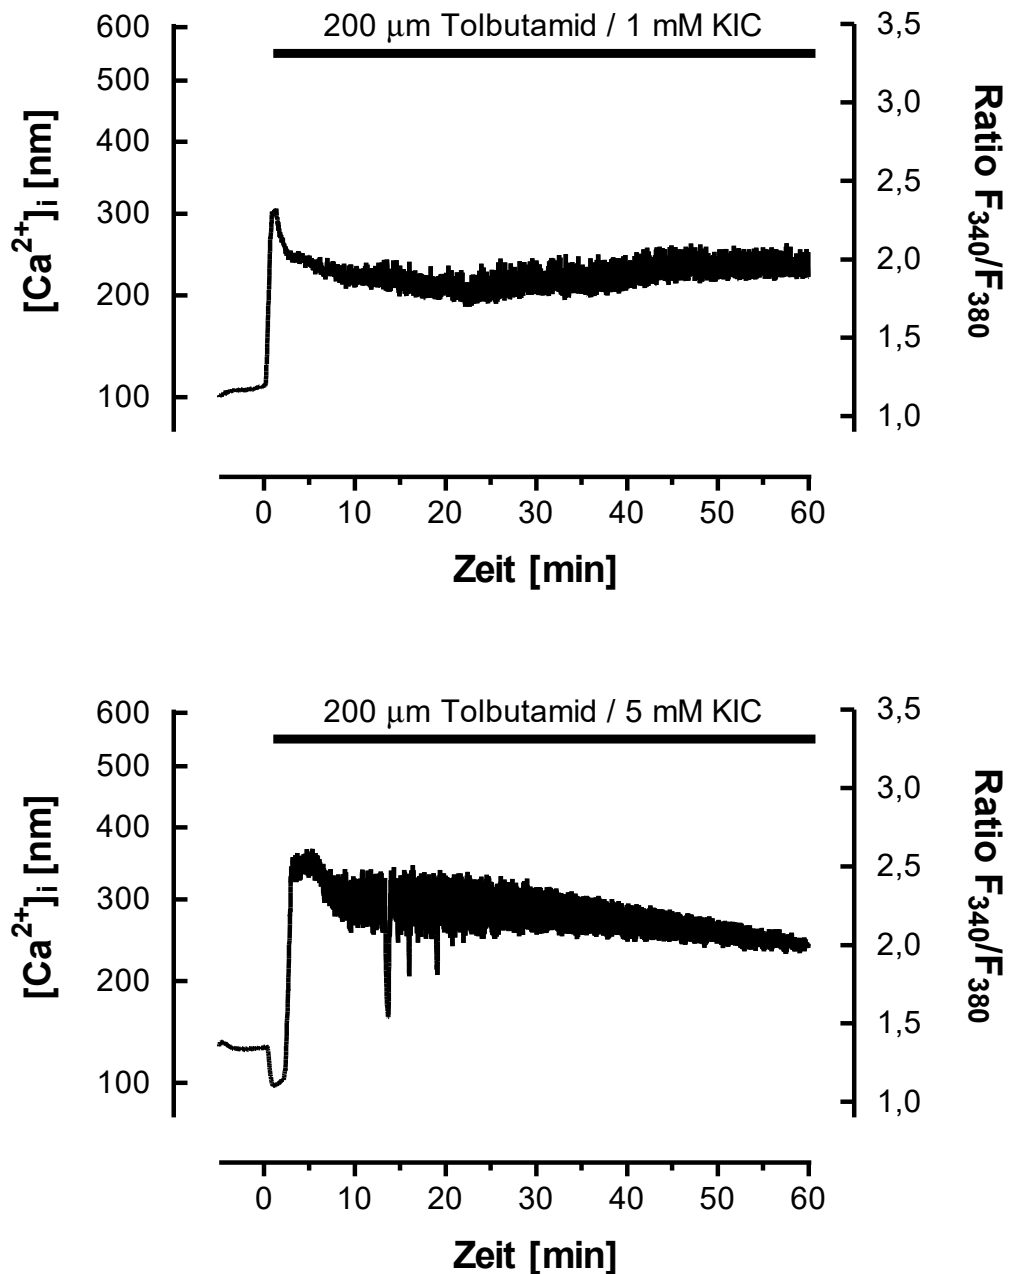 200 μm Tolbutamid / 1 mM KIC
600
500
400
300
200
100
[Ca²⁺]ᵢ [nm]
3,5
3,0
2,5
2,0
1,5
1,0
Ratio F₃₄₀/F₃₈₀
0 10 20 30 40 50 60
Zeit [min]
200 μm Tolbutamid / 5 mM KIC
600
500
400
300
200
100
[Ca²⁺]ᵢ [nm]
3,5
3,0
2,5
2,0
1,5
1,0
Ratio F₃₄₀/F₃₈₀
0 10 20 30 40 50 60
Zeit [min]